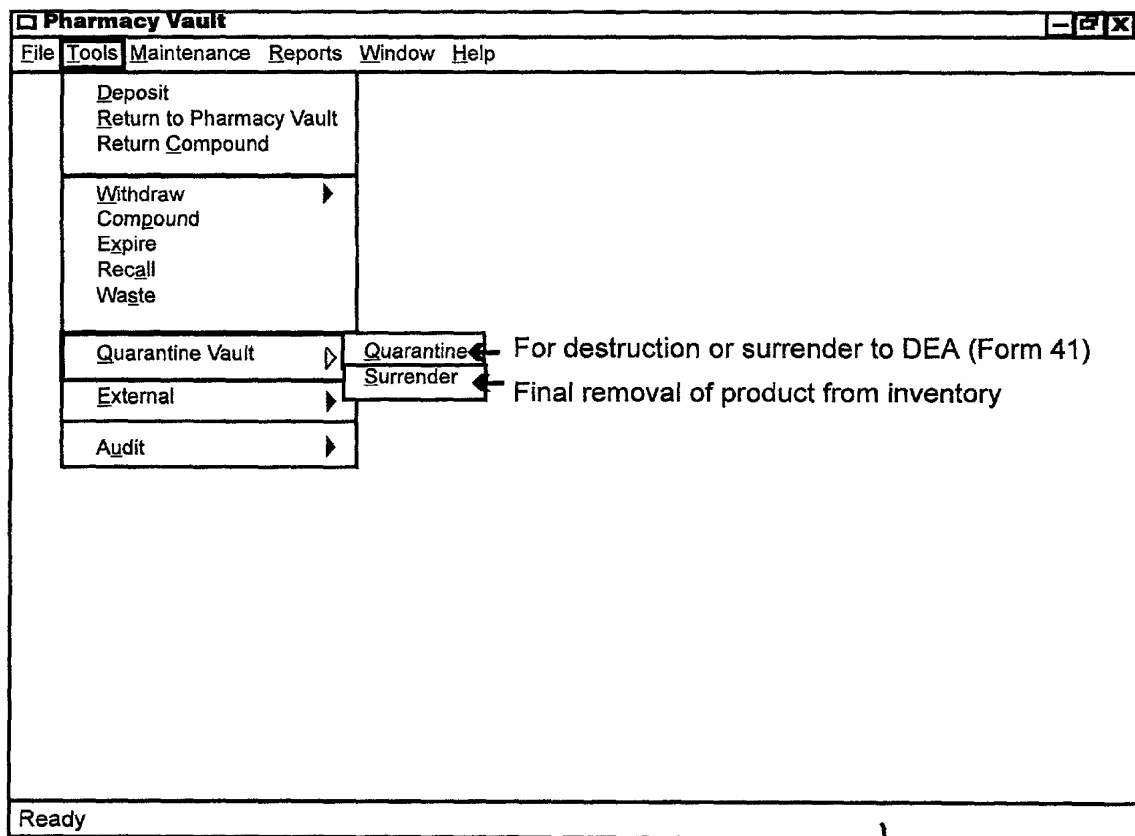 Pharmacy Vault
File Tools Maintenance Reports Window Help
Deposit
Return to Pharmacy Vault
Return Compound
Withdraw
Compound
Expire
Recall
Waste
Quarantine Vault
Quarantine
For destruction or surrender to DEA (Form 41)
Surrender
Final removal of product from inventory
External
Audit
Ready